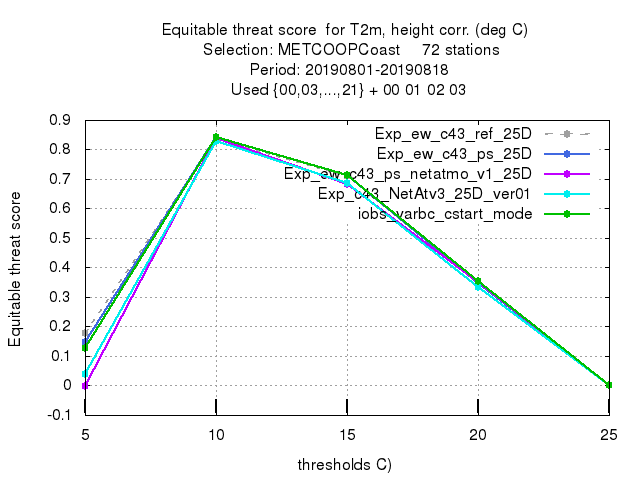 Equitable threat score  for T2m, height corr. (deg C)
Selection: METCOOPCoast     72 stations
Period: 20190801-20190818
Used {00,03,...,21} + 00 01 02 03
Exp_ew_c43_ref_25D
Exp_ew_c43_ps_25D
Exp_ew_c43_ps_netatmo_v1_25D
Exp_c43_NetAtv3_25D_ver01
iobs_varbc_cstart_mode
Equitable threat score
0.9
0.8
0.7
0.6
0.5
0.4
0.3
0.2
0.1
0
-0.1
5 10 15 20 25
thresholds C)